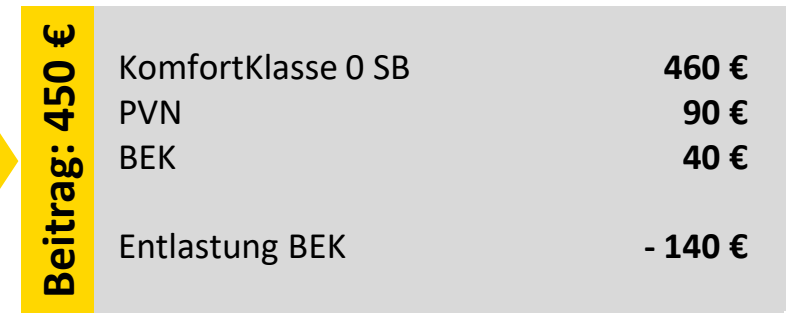 Beitrag: 450 €
KomfortKlasse 0 SB 460 €
PVN 90 €
BEK 40 €
Entlastung BEK - 140 €